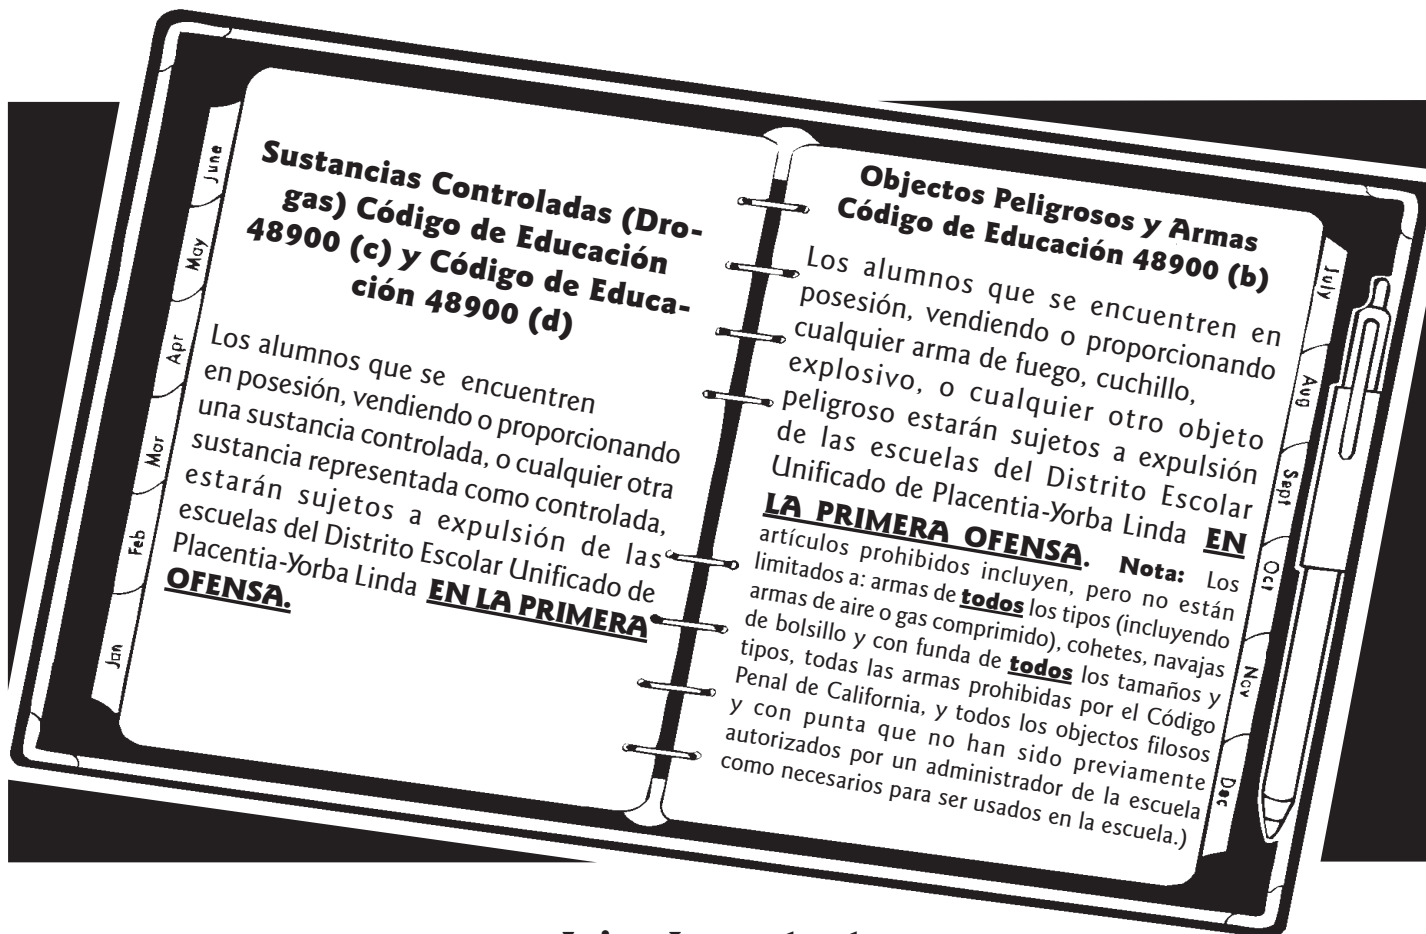 June
May
Apr
Mar
Feb
Jan
Sustancias Controladas (Dro-
gas) Código de Educación
48900 (c) y Código de Educa-
ción 48900 (d)
Los alumnos que se encuentren
en posesión, vendiendo o proporcionando
una sustancia controlada, o cualquier otra
sustancia representada como controlada,
estarán sujetos a expulsión de las
escuelas del Distrito Escolar Unificado de
Placentia-Yorba Linda EN LA PRIMERA
OFENSA.
Objectos Peligrosos y Armas
Código de Educación 48900 (b)
Los alumnos que se encuentren en
posesión, vendiendo o proporcionando
cualquier arma de fuego, cuchillo,
explosivo, o cualquier otro objeto
peligroso estarán sujetos a expulsión
de las escuelas del Distrito Escolar
Unificado de Placentia-Yorba Linda EN
LA PRIMERA OFENSA. Nota: Los
artículos prohibidos incluyen, pero no están
limitados a: armas de todos los tipos (incluyendo
armas de aire o gas comprimido), cohetes, navajas
de bolsillo y con funda de todos los tamaños y
tipos, todas las armas prohibidas por el Código
Penal de California, y todos los objectos filosos
y con punta que no han sido previamente
autorizados por un administrador de la escuela
como necesarios para ser usados en la escuela.)
July
Aug
Sept
Oct
Nov
Dec